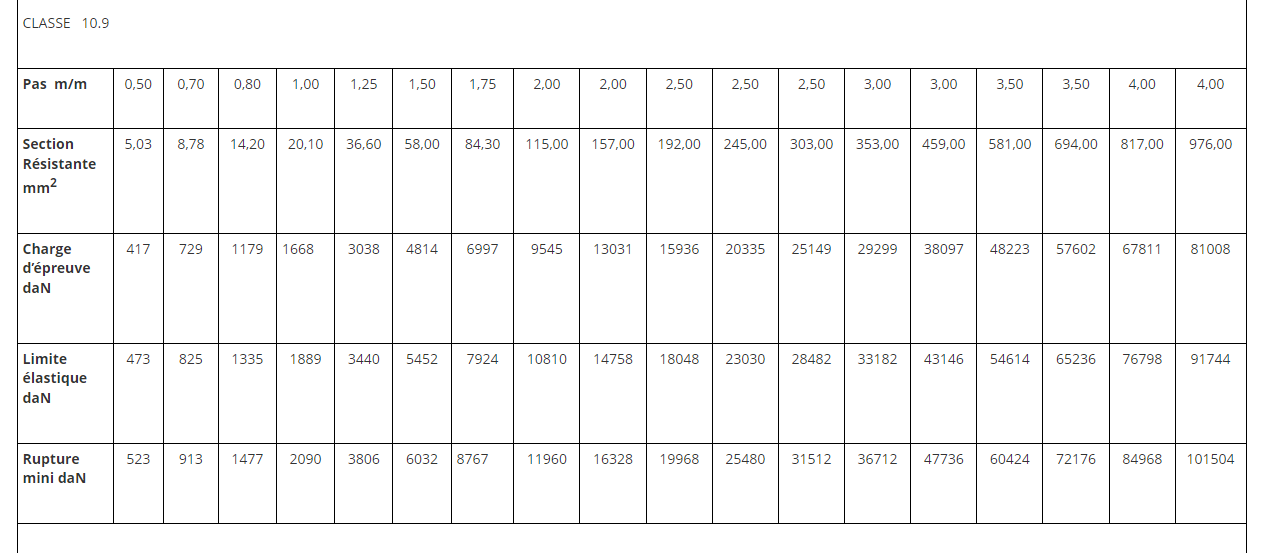 CLASSE 10.9
Pas m/m 0,50 0,70 0,80 1,00 1,25 1,50 1,75 2,00 2,00 2,50 2,50 2,50 3,00 3,00 3,50 3,50 4,00 4,00
Section 5,03 8,78 14,20 20,10 36,60 58,00 84,30 115,00 157,00 192,00 245,00 303,00 353,00 459,00 581,00 694,00 817,00 976,00
Résistante
mm2
Charge 417 729 1179 1668 3038 4814 6997 9545 13031 15936 20335 25149 29299 38097 48223 57602 67811 81008
d'épreuve
daN
Limite 473 825 1335 1889 3440 5452 7924 10810 14758 18048 23030 28482 33182 43146 54614 65236 76798 91744
élastique
daN
Rupture 523 913 1477 2090 3806 6032 8767 11960 16328 19968 25480 31512 36712 47736 60424 72176 84968 101504
mini daN